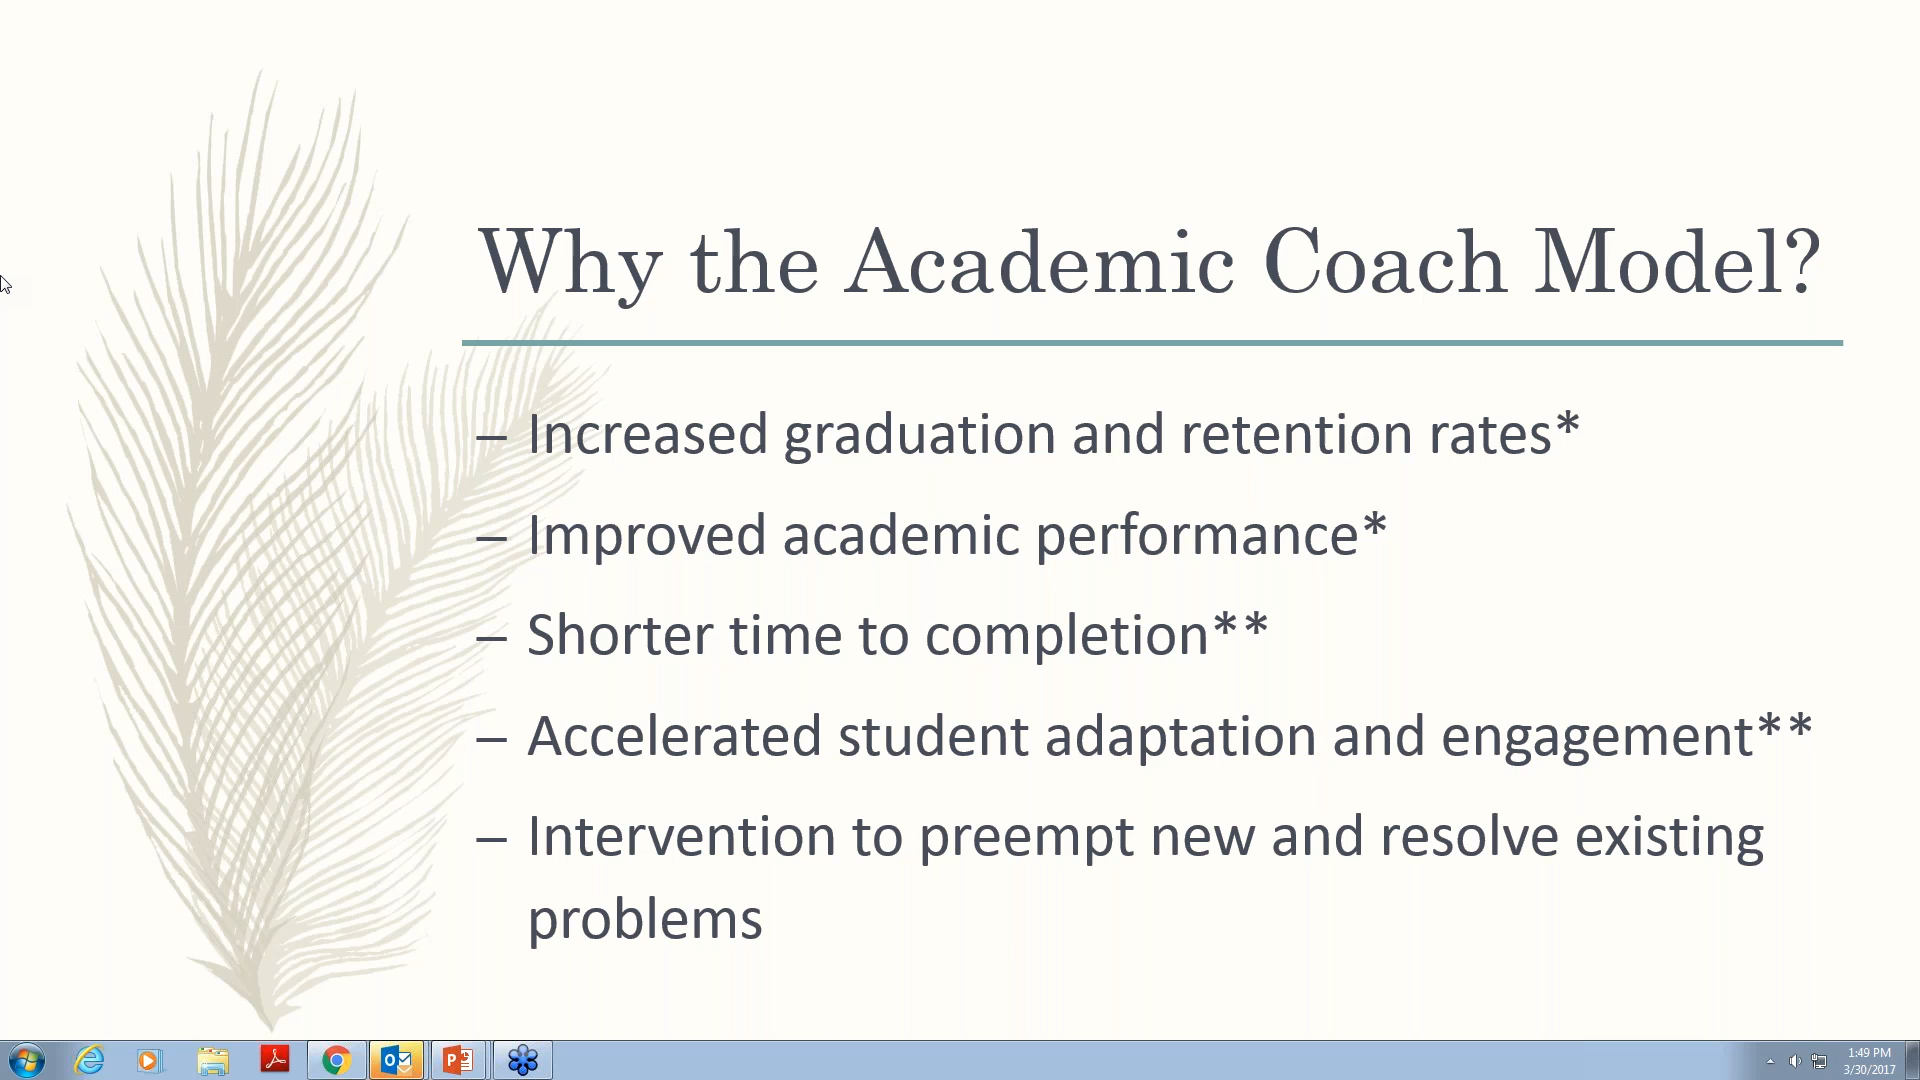 Why the Academic Coach Model?
– Increased graduation and retention rates*
– Improved academic performance*
– Shorter time to completion**
– Accelerated student adaptation and engagement**
– Intervention to preempt new and resolve existing
problems
1:49 PM
3/30/2017